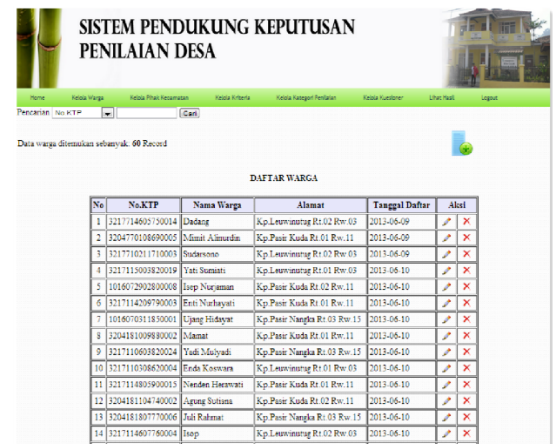 SISTEM PENDUKUNG KEPUTUSAN
PENILAIAN DESA
Home Kelola Warga Kelola Pihak Kecamatan Kelola Kriteria Kelola Kategori Penilaian Kelola Kuesioner Lihat Hasil Logout
Pencarian No.KTP Cari
Data warga ditemukan sebanyak: 60 Record
DAFTAR WARGA
No No.KTP Nama Warga Alamat Tanggal Daftar Aksi
1 3217714605750014 Dadang Kp.Leuwinutug Rt.02 Rw.03 2013-06-09
2 3204770108690005 Mimit Alimurdin Kp.Pasir Kuda Rt.01 Rw.11 2013-06-09
3 3217710211710003 Sudarsono Kp.Leuwinutug Rt.02 Rw.03 2013-06-09
4 3217115003820019 Yati Sumiati Kp.Leuwinutug Rt.01 Rw.03 2013-06-10
5 1016072902800008 Isep Nurjaman Kp.Pasir Kuda Rt.02 Rw.11 2013-06-10
6 3217114209790003 Enti Nurhayati Kp.Pasir Kuda Rt.01 Rw.11 2013-06-10
7 1016070311850001 Ujang Hidayat Kp.Pasir Nangka Rt.03 Rw.15 2013-06-10
8 3204181009880002 Mamat Kp.Pasir Kuda Rt.01 Rw.11 2013-06-10
9 3217110603820024 Yadi Mulyadi Kp.Pasir Nangka Rt.03 Rw.15 2013-06-10
10 3217110308620004 Enda Koswara Kp.Leuwinutug Rt.01 Rw.03 2013-06-10
11 3217114805900015 Nenden Herawati Kp.Pasir Kuda Rt.01 Rw.11 2013-06-10
12 3204181104740002 Agung Sutisna Kp.Pasir Kuda Rt.02 Rw.11 2013-06-10
13 3204181807770006 Juli Rahmat Kp.Pasir Nangka Rt.03 Rw.15 2013-06-10
14 3217114607760004 Isop Kp.Leuwinutug Rt.02 Rw.03 2013-06-10